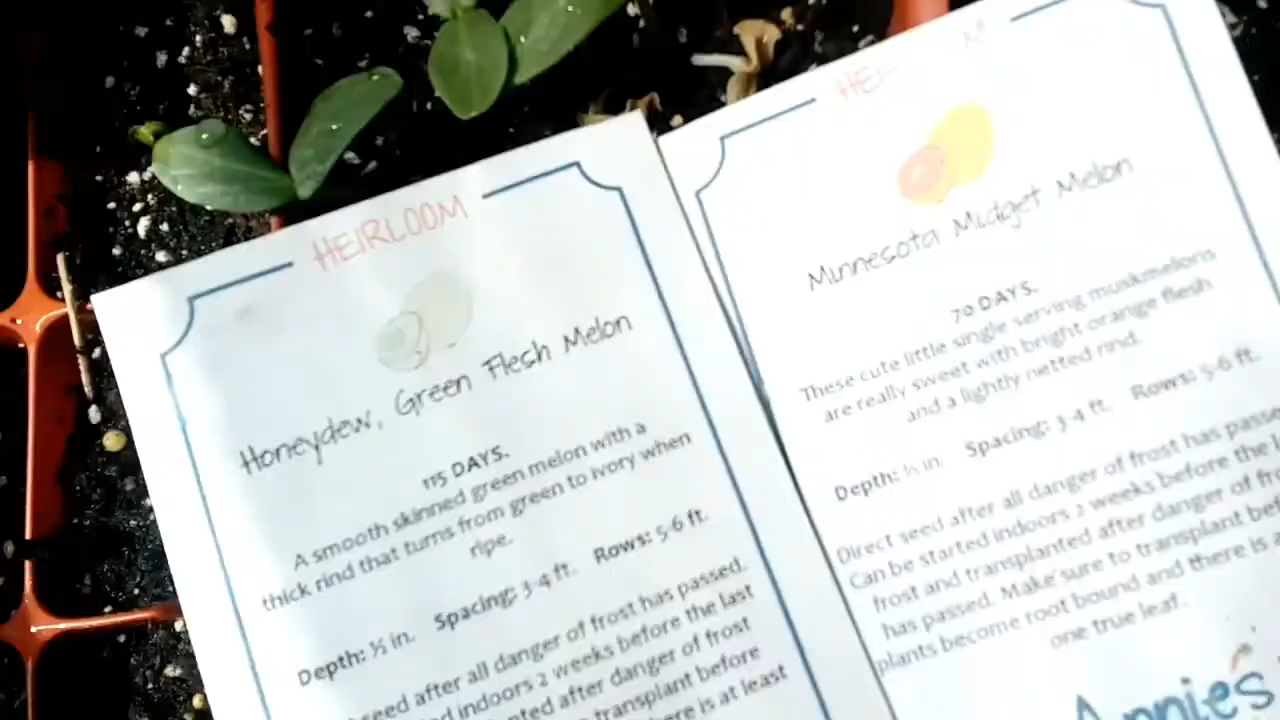 HEIRLOOM
Honeydew, Green Flesh Melon
115 DAYS.
A smooth skinned green melon with a
thick rind that turns from green to ivory when
ripe.
Depth: ½ in. Spacing: 3-4 ft. Rows: 5-6 ft.
seed after all danger of frost has passed.
indoors 2 weeks before the last
after danger of frost
transplant before
is at least
Minnesota Midget Melon
70 DAYS.
These cute little single serving muskmelons
are really sweet with bright orange flesh
and a lightly netted rind.
Depth: ½ in. Spacing: 3-4 ft. Rows: 5-6 ft.
Direct seed after all danger of frost has passe
Can be started indoors 2 weeks before the
frost and transplanted after danger of
has passed. Make sure to transplant
plants become root bound and there is
one true leaf.
Annies